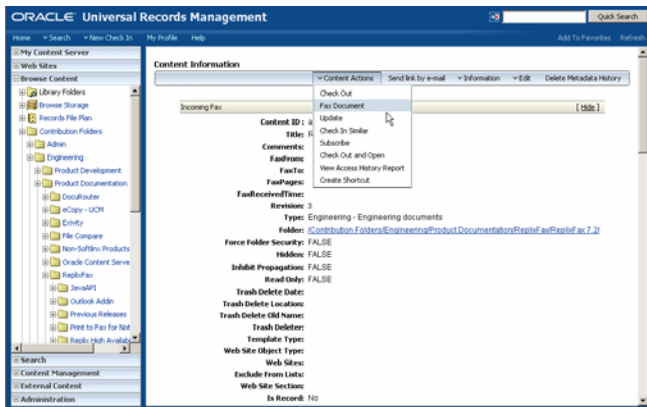 ORACLE Universal Records Management
Quick Search
Home Search New Check In My Profile Help Add To Favorites Refresh
My Content Server
Web Sites
Browse Content
Library Folders
Browse Storage
Records File Plan
Contribution Folders
Admin
Engineering
Product Development
Product Documentation
DocuRouter
eCopy - UCM
Exivity
File Compare
Non-Softlinx Products
Oracle Content Serve
ReplixFax
JavaAPI
Outlook Addin
Previous Releases
Print to Fax for Not
Replix High Availabi
Search
Content Management
External Content
Administration
Content Information
Content Actions Send link by e-mail Information Edit Delete Metadata History
Check Out
Fax Document
Update
Check In Similar
Subscribe
Check Out and Open
View Access History Report
Create Shortcut
Incoming Fax [ Hide ]
Content ID :
Title:
Comments:
FaxFrom:
FaxTo:
FaxPages:
FaxReceivedTime:
Revision: 3
Type: Engineering - Engineering documents
Folder: /Contribution Folders/Engineering/Product Documentation/ReplixFax/ReplixFax 7.2/
Force Folder Security: FALSE
Hidden: FALSE
Inhibit Propagation: FALSE
Read Only: FALSE
Trash Delete Date:
Trash Delete Location:
Trash Delete Old Name:
Trash Deleter:
Template Type:
Web Site Object Type:
Web Sites:
Exclude From Lists:
Web Site Section:
Is Record: No